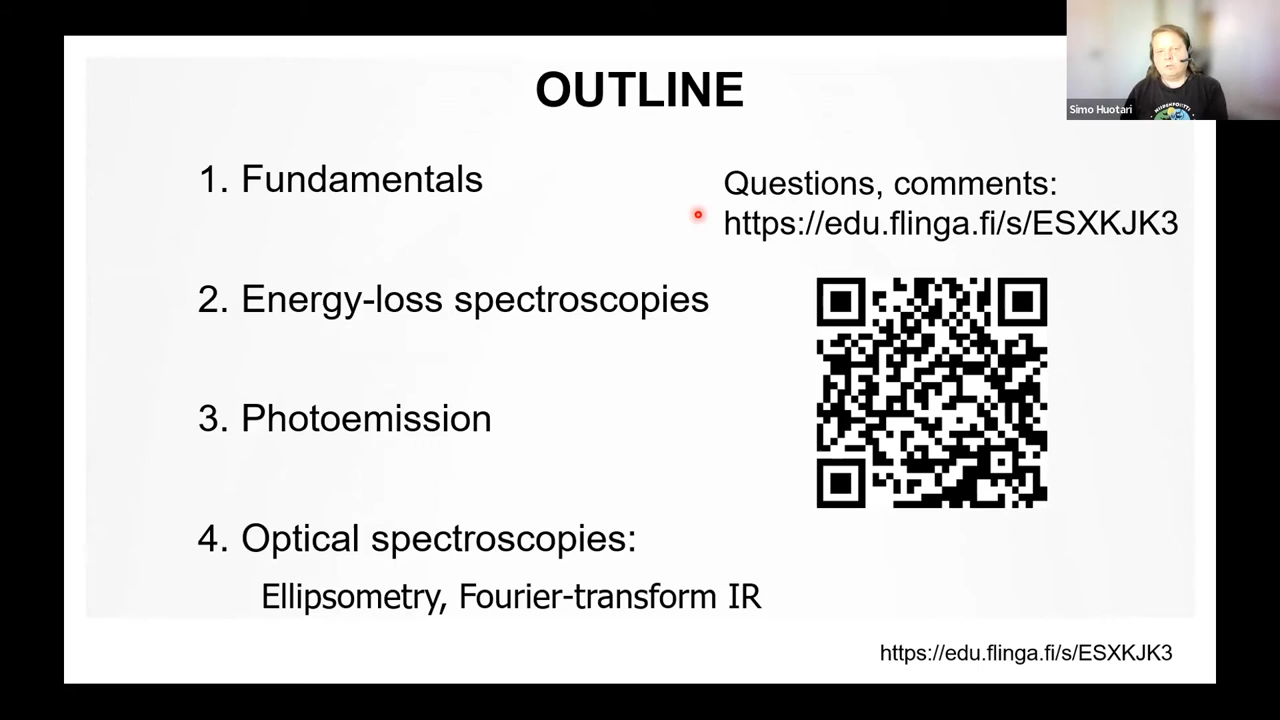 OUTLINE
Simo Huotari
1. Fundamentals
Questions, comments:
https://edu.flinga.fi/s/ESXKJK3
2. Energy-loss spectroscopies
3. Photoemission
4. Optical spectroscopies:
Ellipsometry, Fourier-transform IR
https://edu.flinga.fi/s/ESXKJK3